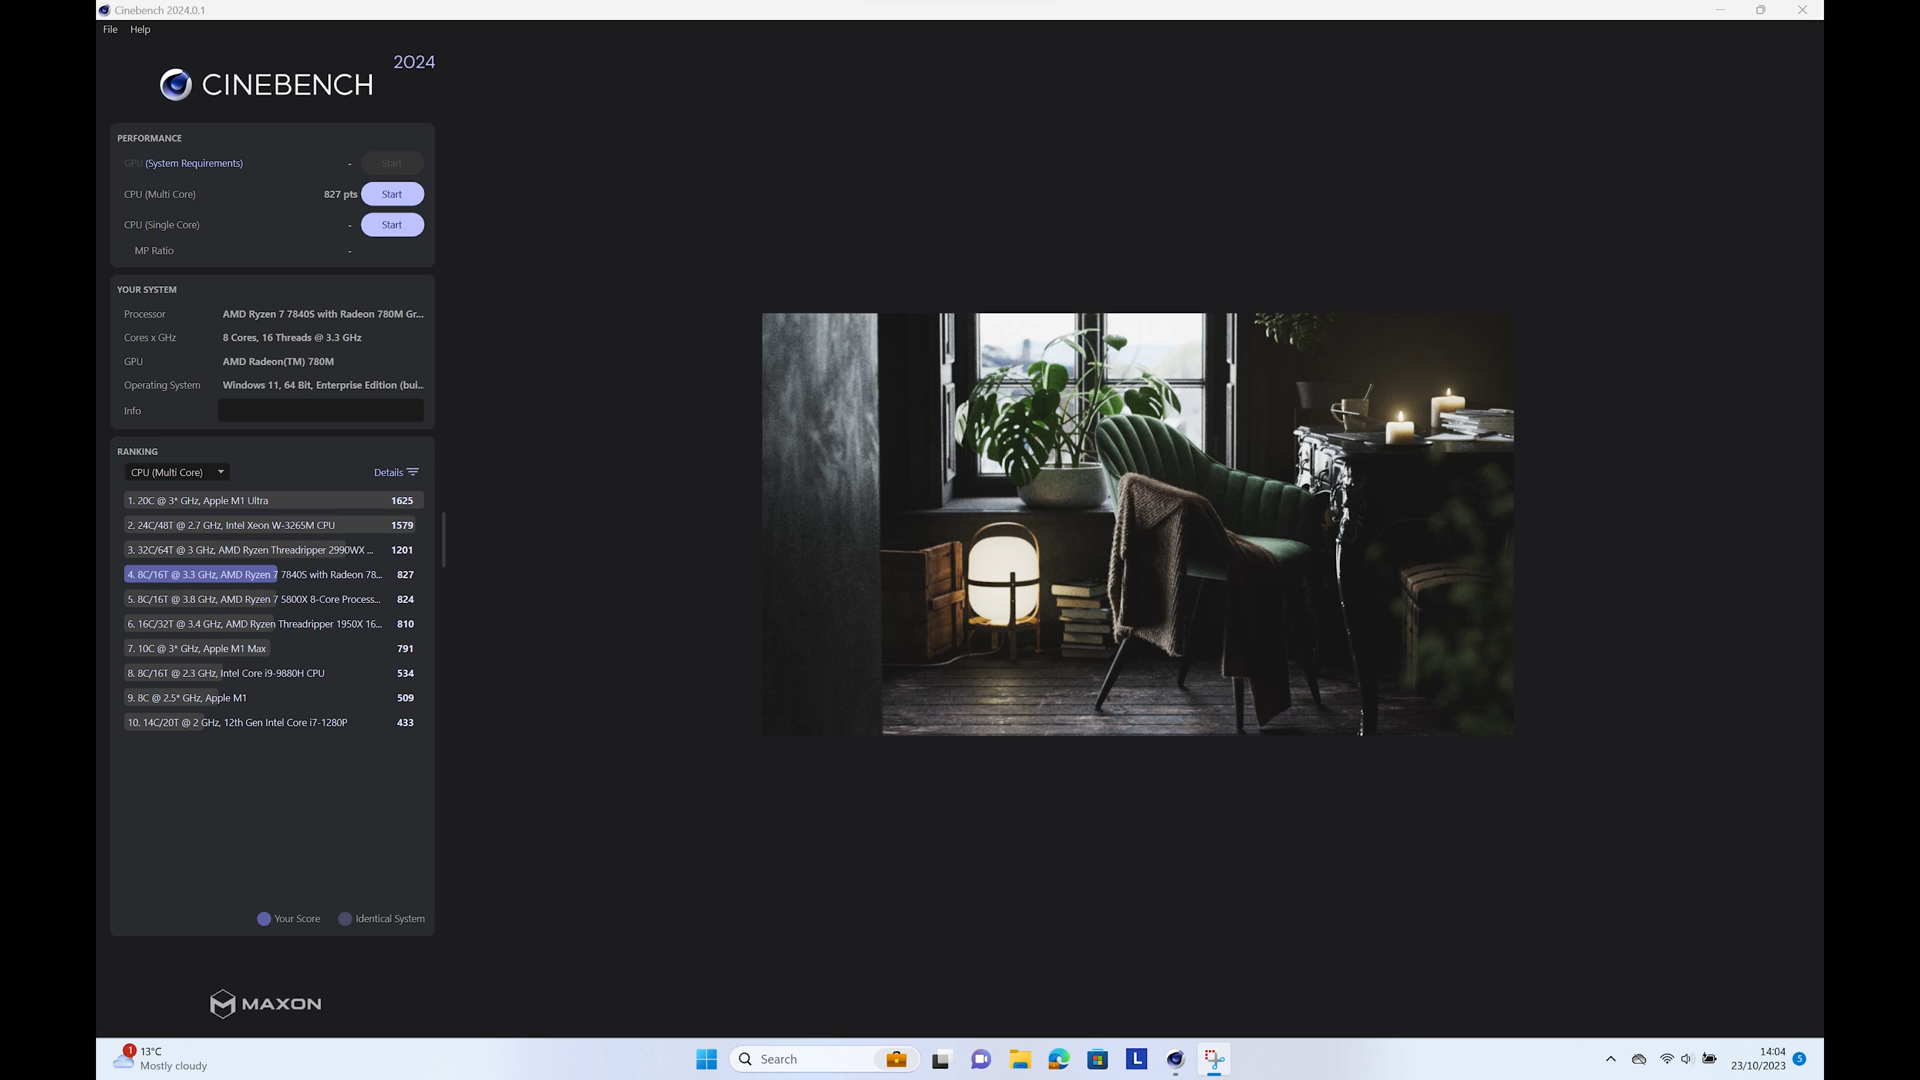 Cinebench 2024.0.1
File Help
2024
CINEBENCH
PERFORMANCE
GPU (System Requirements) - Start
CPU (Multi Core) 827 pts Start
CPU (Single Core) - Start
MP Ratio -
YOUR SYSTEM
Processor AMD Ryzen 7 7840S with Radeon 780M Gr...
Cores x GHz 8 Cores, 16 Threads @ 3.3 GHz
GPU AMD Radeon(TM) 780M
Operating System Windows 11, 64 Bit, Enterprise Edition (bui...
Info
RANKING
CPU (Multi Core) Details
1. 20C @ 3* GHz, Apple M1 Ultra 1625
2. 24C/48T @ 2.7 GHz, Intel Xeon W-3265M CPU 1579
3. 32C/64T @ 3 GHz, AMD Ryzen Threadripper 2990WX ... 1201
4. 8C/16T @ 3.3 GHz, AMD Ryzen 7 7840S with Radeon 78... 827
5. 8C/16T @ 3.8 GHz, AMD Ryzen 7 5800X 8-Core Process... 824
6. 16C/32T @ 3.4 GHz, AMD Ryzen Threadripper 1950X 16... 810
7. 10C @ 3* GHz, Apple M1 Max 791
8. 8C/16T @ 2.3 GHz, Intel Core i9-9880H CPU 534
9. 8C @ 2.5* GHz, Apple M1 509
10. 14C/20T @ 2 GHz, 12th Gen Intel Core i7-1280P 433
Your Score Identical System
MAXON
1
13°C
Mostly cloudy
Search
L
14:04
23/10/2023
5